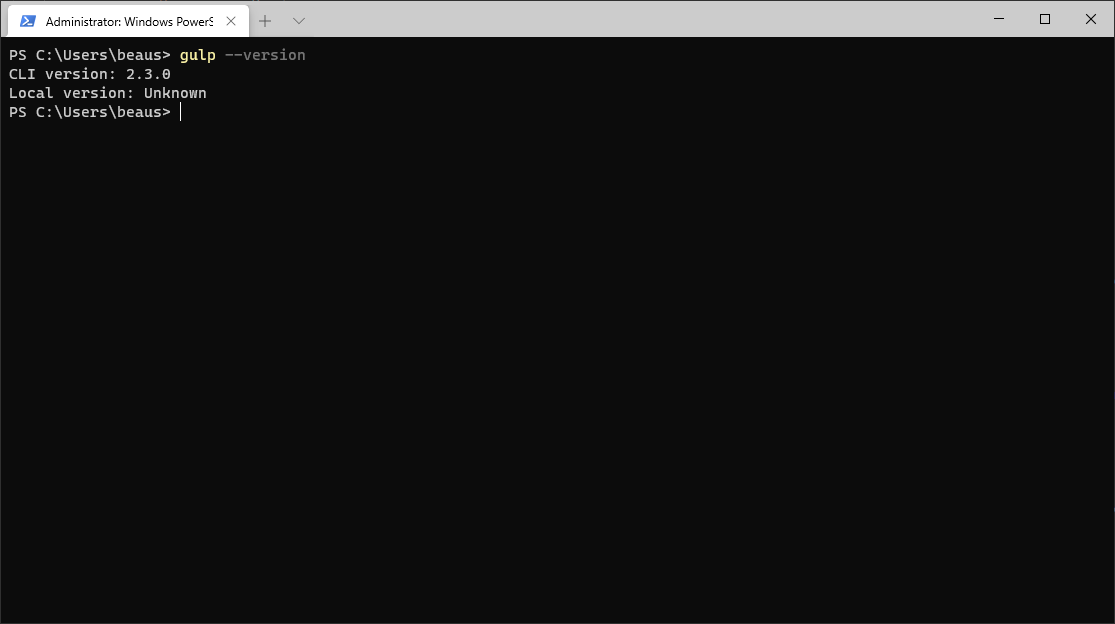 Administrator: Windows PowerS
PS C:\Users\beaus> gulp --version
CLI version: 2.3.0
Local version: Unknown
PS C:\Users\beaus>